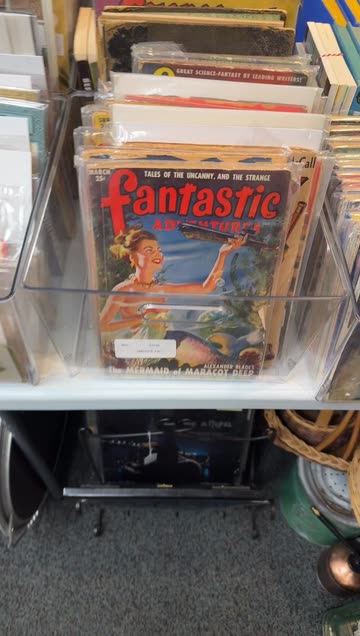 GREAT SCIENCE-FANTASY BY LEADING WRITERS
TALES OF THE UNCANNY, AND THE STRANGE
MARCH
25¢
fantastic
ADVENTURES
ALEXANDER BLADE'S
The MERMAID of MARACOT DEEP